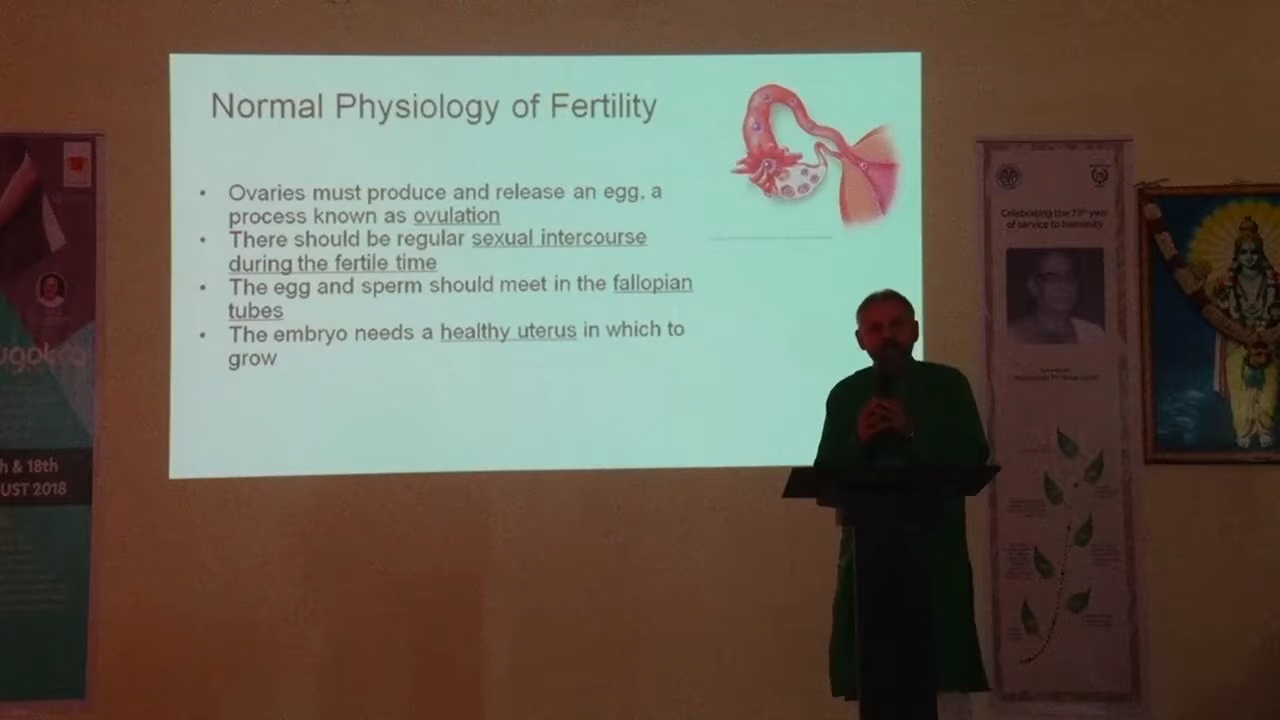 Normal Physiology of Fertility
• Ovaries must produce and release an egg, a
process known as ovulation
• There should be regular sexual intercourse
during the fertile time
• The egg and sperm should meet in the fallopian
tubes
• The embryo needs a healthy uterus in which to
grow
h & 18th
UST 2018
Celebrating the 75th year
of service to humanity